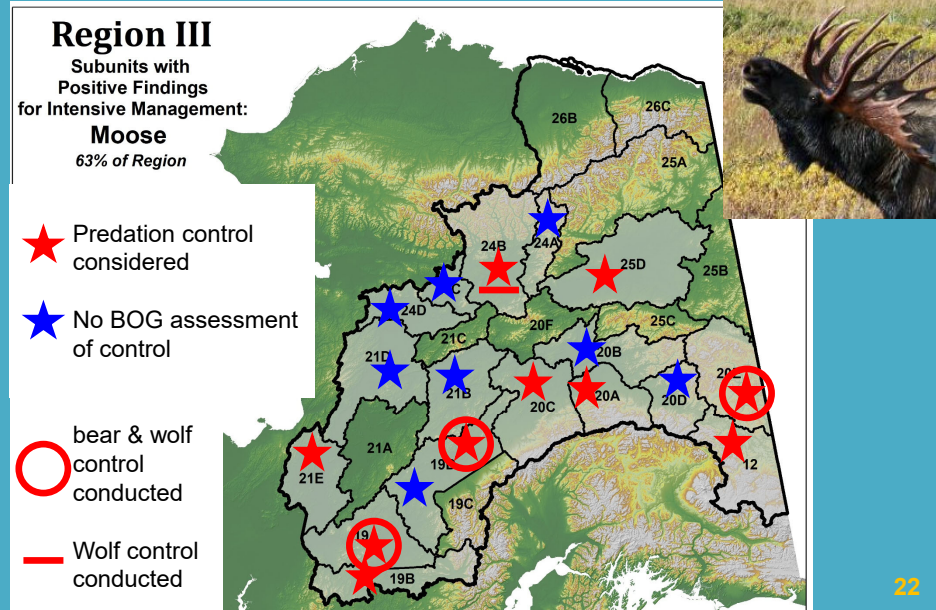 Region III
Subunits with
Positive Findings
for Intensive Management:
Moose
63% of Region
Predation control
considered
No BOG assessment
of control
bear & wolf
control
conducted
Wolf control
conducted
26B
26C
25A
24B
24A
25D
25B
24D
20F
25C
21C
20B
21D
21B
20C
20A
20D
21A
12
21E
19C
19B
22